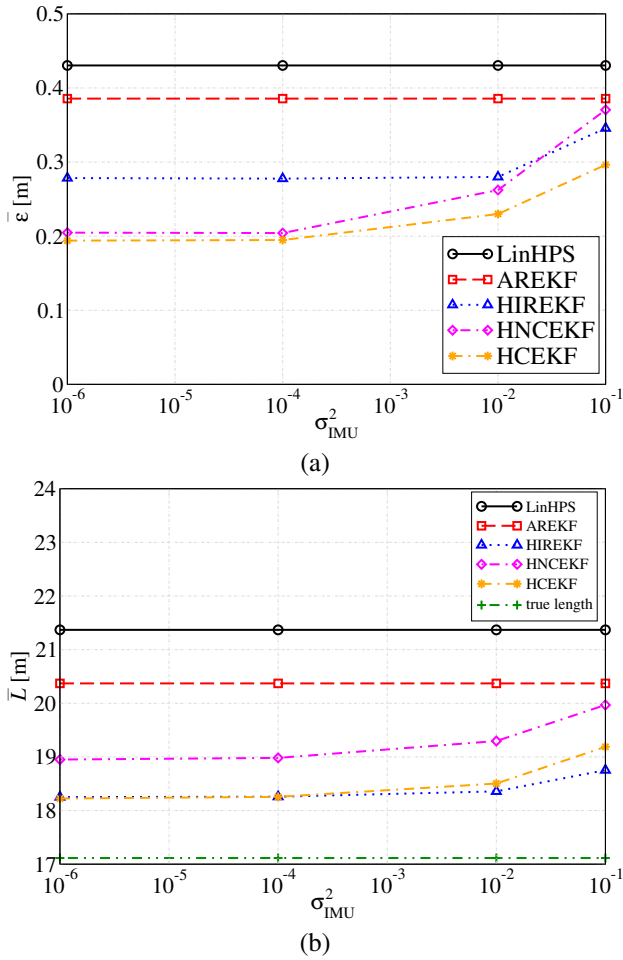 0.5
0.4
0.3
0.2
0.1
0
ε̄ [m]
LinHPS
AREKF
HIREKF
HNCEKF
HCEKF
10⁻⁶ 10⁻⁵ 10⁻⁴ 10⁻³ 10⁻² 10⁻¹
σ²IMU
(a)
24
23
22
21
20
19
18
17
L̄ [m]
LinHPS
AREKF
HIREKF
HNCEKF
HCEKF
true length
10⁻⁶ 10⁻⁵ 10⁻⁴ 10⁻³ 10⁻² 10⁻¹
σ²IMU
(b)